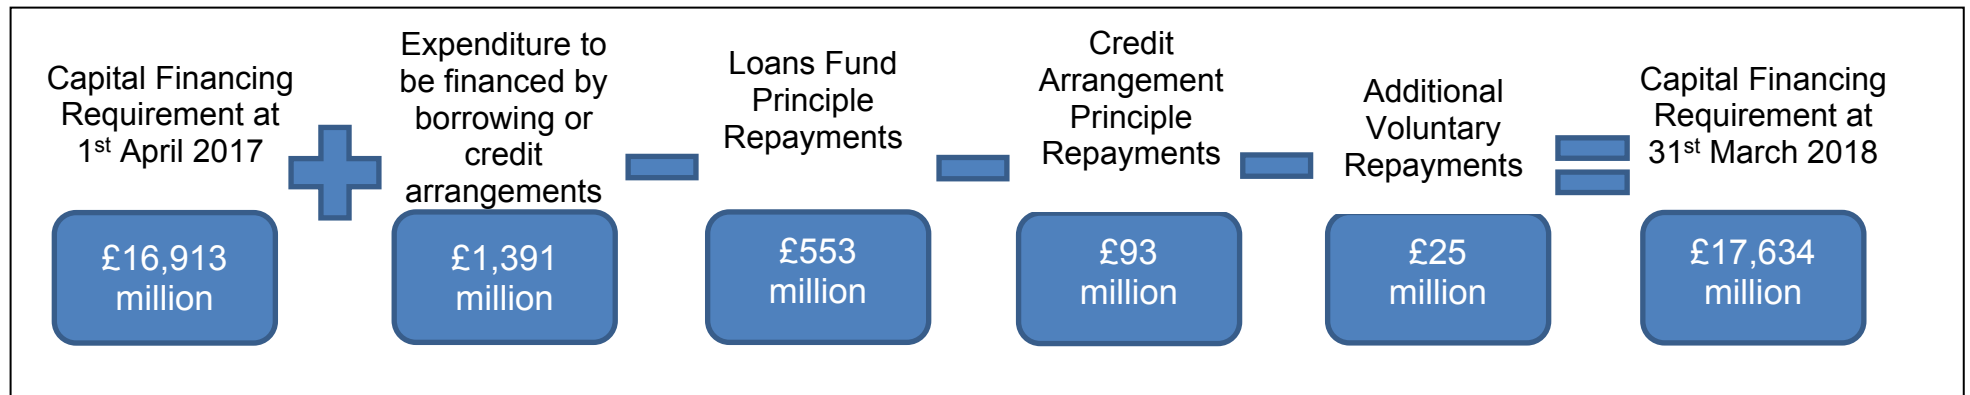 Capital Financing
Requirement at
1st April 2017
Expenditure to
be financed by
borrowing or
credit
arrangements
Loans Fund
Principle
Repayments
Credit
Arrangement
Principle
Repayments
Additional
Voluntary
Repayments
Capital Financing
Requirement at
31st March 2018
£16,913
million
£1,391
million
£553
million
£93
million
£25
million
£17,634
million